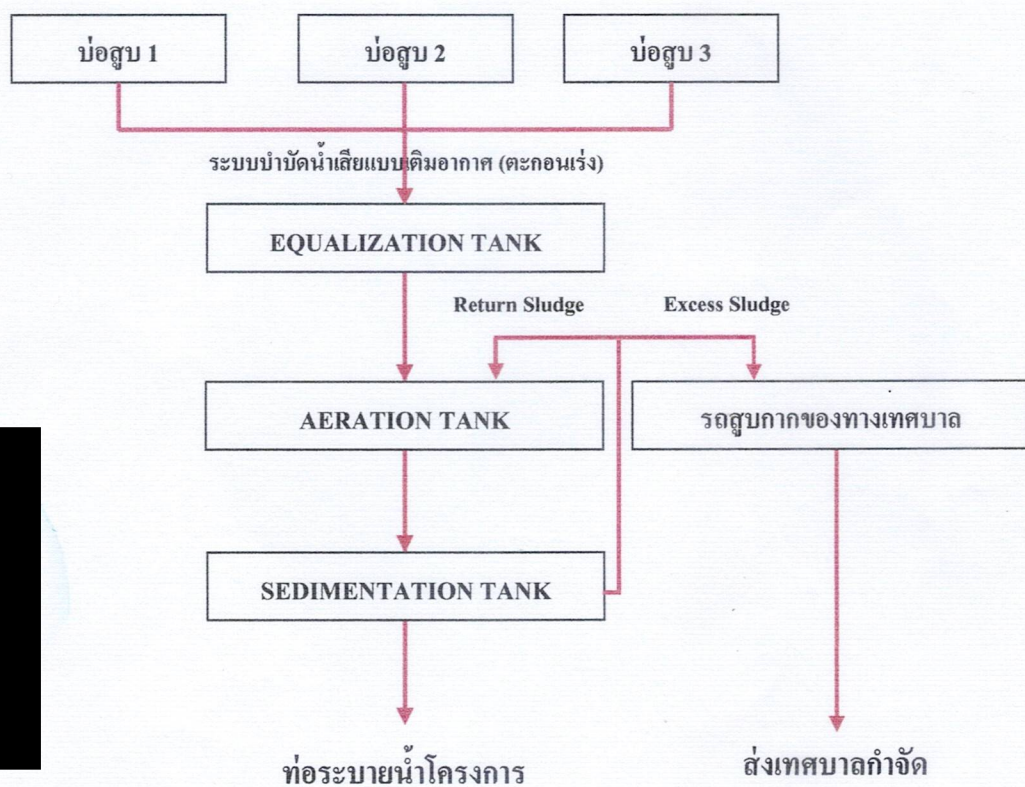 บ่อสูบ 1
บ่อสูบ 2
บ่อสูบ 3
ระบบบำบัดน้ำเสียแบบเติมอากาศ (ตะกอนเร่ง)
EQUALIZATION TANK
Return Sludge
Excess Sludge
AERATION TANK
รถสูบกากของทางเทศบาล
SEDIMENTATION TANK
ท่อระบายน้ำโครงการ
ส่งเทศบาลกำจัด